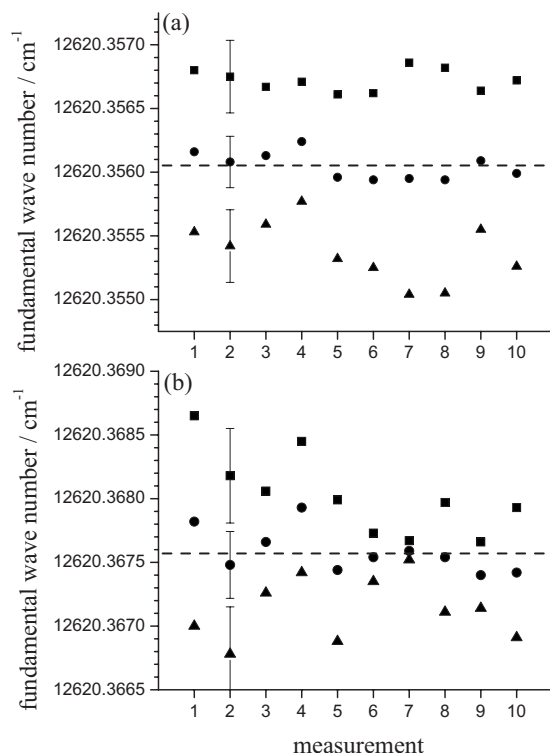 (a)
fundamental wave number / cm⁻¹
12620.3570
12620.3565
12620.3560
12620.3555
12620.3550
1 2 3 4 5 6 7 8 9 10
(b)
fundamental wave number / cm⁻¹
12620.3690
12620.3685
12620.3680
12620.3675
12620.3670
12620.3665
1 2 3 4 5 6 7 8 9 10
measurement